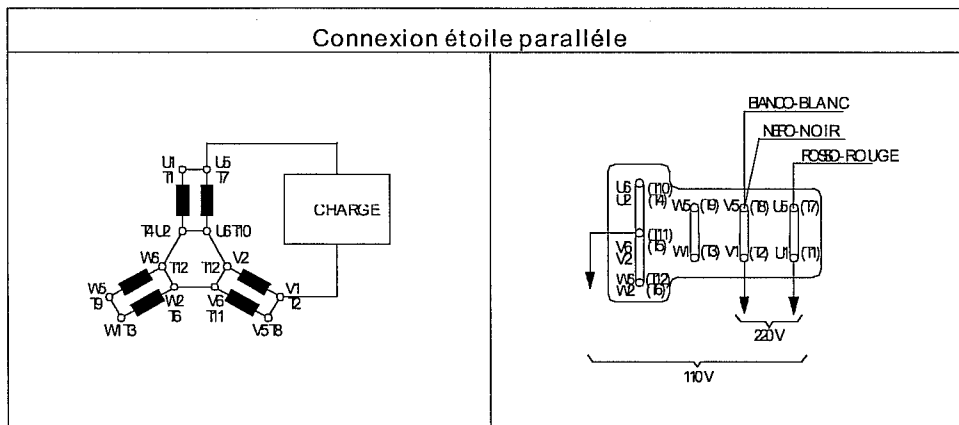 Connexion étoile paralléle
U1 U5
T1 T7
CHARGE
T4 U2 U6 T10
W6 T12 T12 V2
W5 V1
T9 W2 V6 T2
W1 T3 T6 T11 V5 T8
BIANCO-BLANC
NERO-NOIR
ROSSO-ROUGE
U6 (T10)
U2 (T4)
W5 (T9) V5 (T8) U5 (T7)
(T11)
(T5)
V6
V2
W1 (T3) V1 (T2) U1 (T1)
(T12)
W2 (T6)
220V
110V